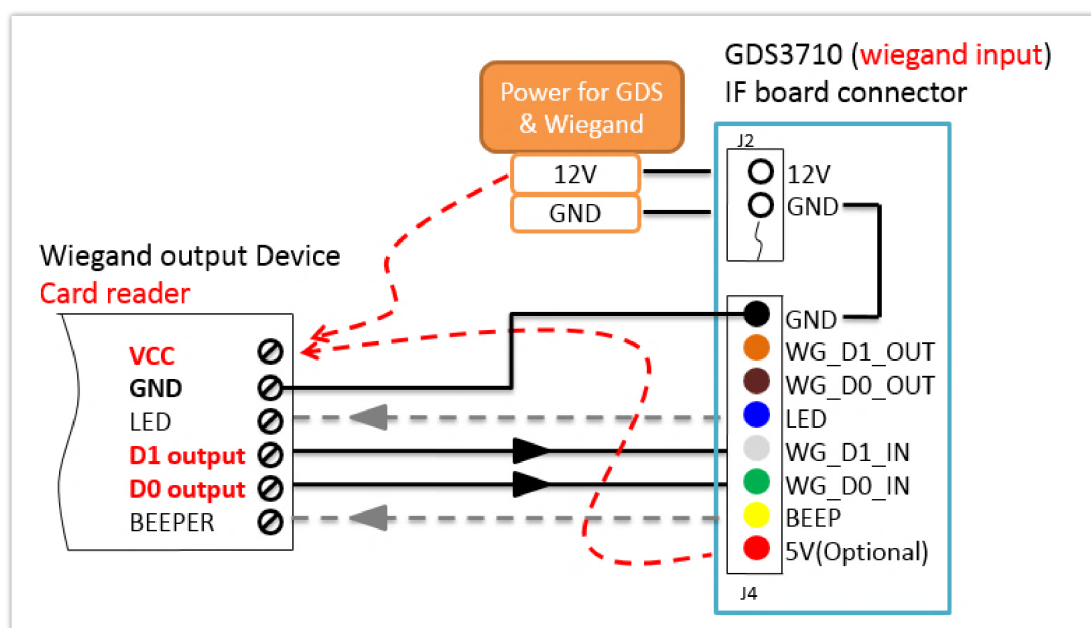 GDS3710 (wiegand input)
IF board connector
Power for GDS
& Wiegand
12V
GND
J2
12V
GND
Wiegand output Device
Card reader
VCC
GND
LED
D1 output
D0 output
BEEPER
GND
WG_D1_OUT
WG_D0_OUT
LED
WG_D1_IN
WG_D0_IN
BEEP
5V(Optional)
J4